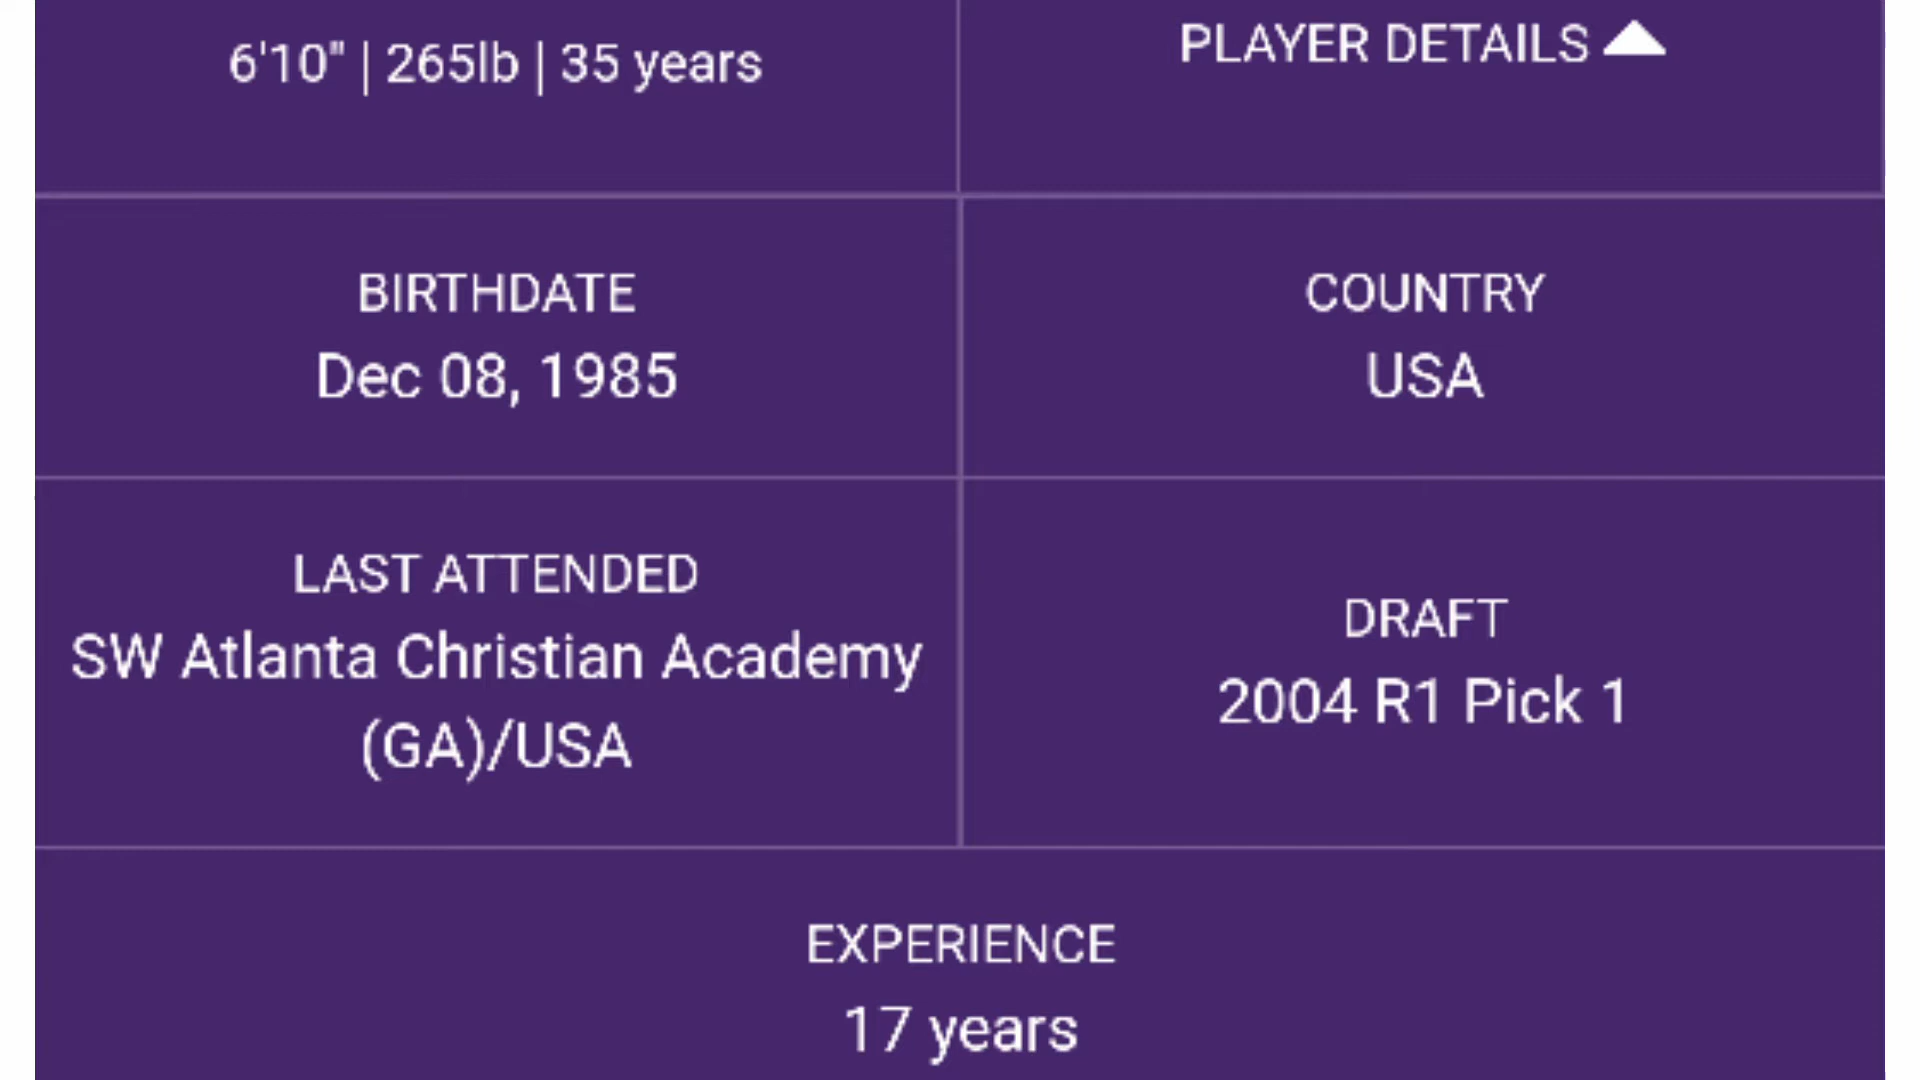 6'10" | 265lb | 35 years
PLAYER DETAILS
BIRTHDATE
Dec 08, 1985
COUNTRY
USA
LAST ATTENDED
SW Atlanta Christian Academy
(GA)/USA
DRAFT
2004 R1 Pick 1
EXPERIENCE
17 years